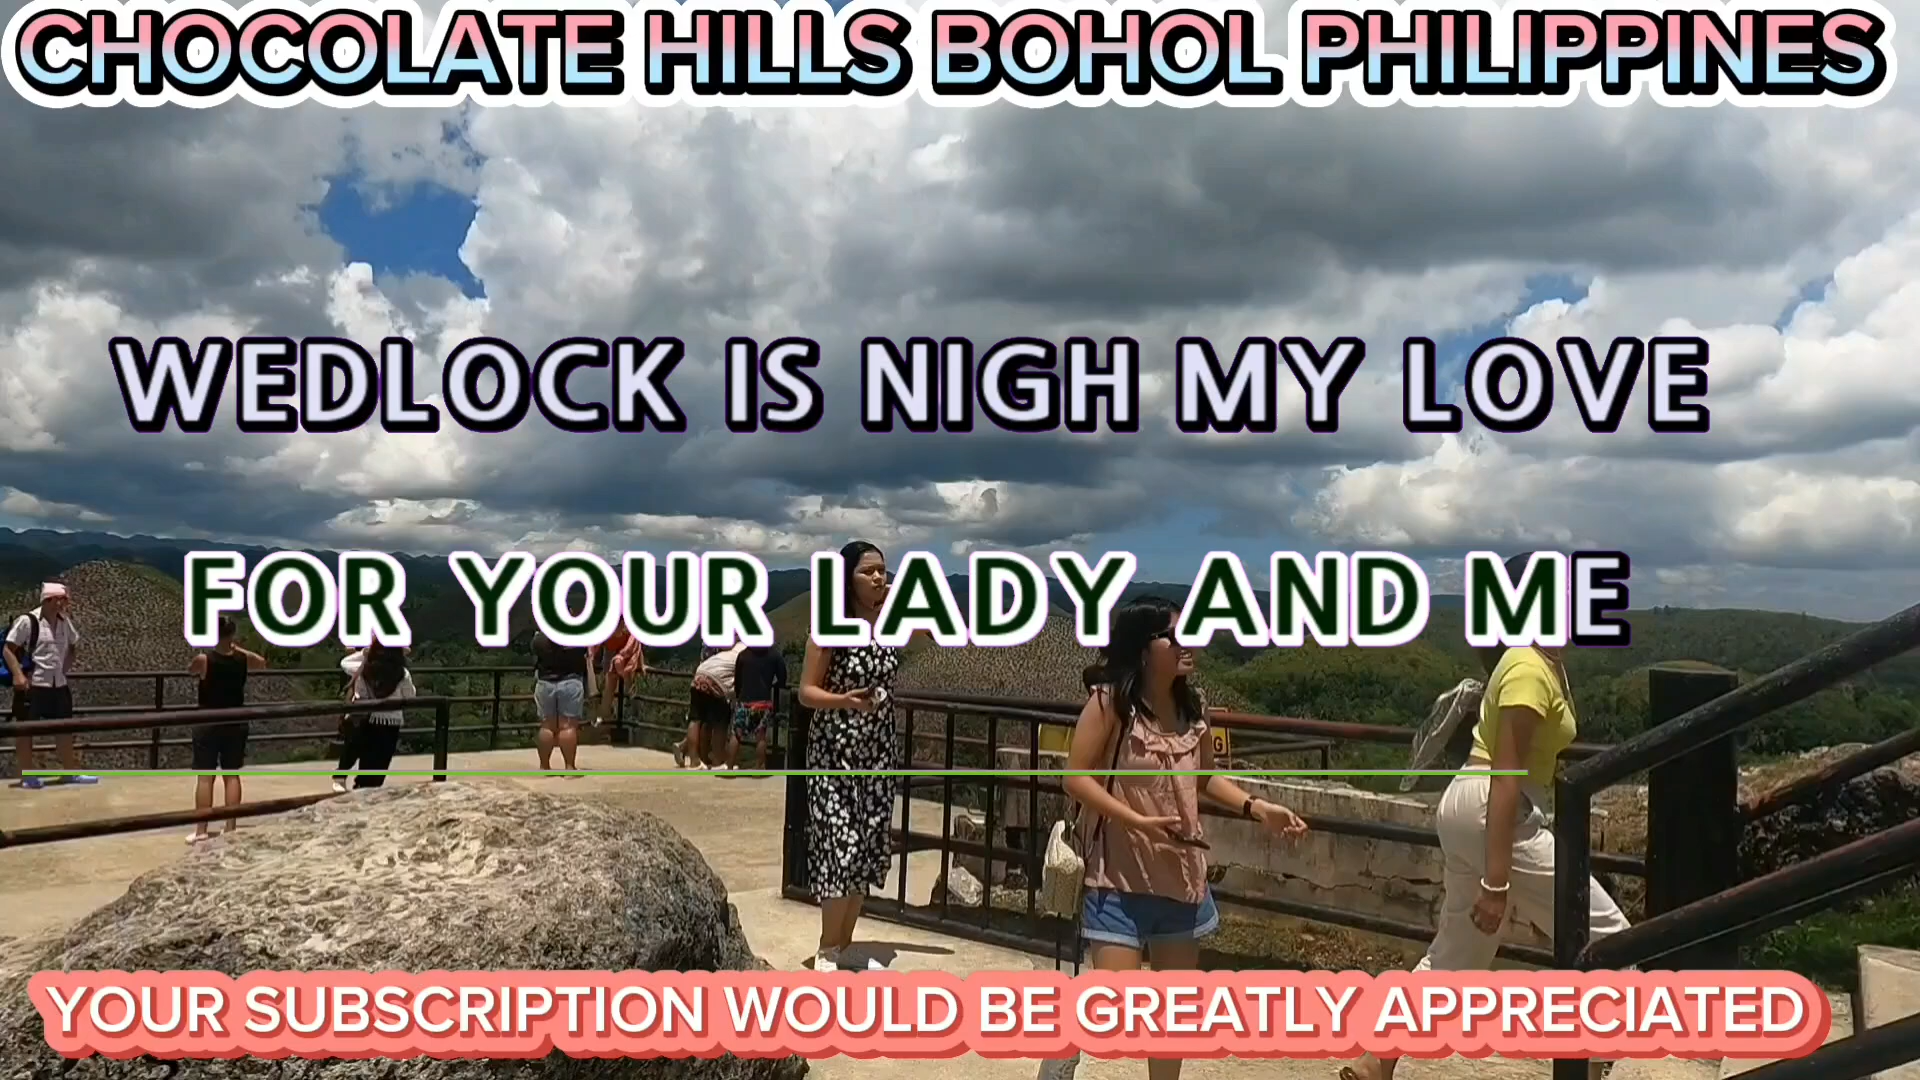 CHOCOLATE HILLS BOHOL PHILIPPINES
WEDLOCK IS NIGH MY LOVE
FOR YOUR LADY AND ME
YOUR SUBSCRIPTION WOULD BE GREATLY APPRECIATED